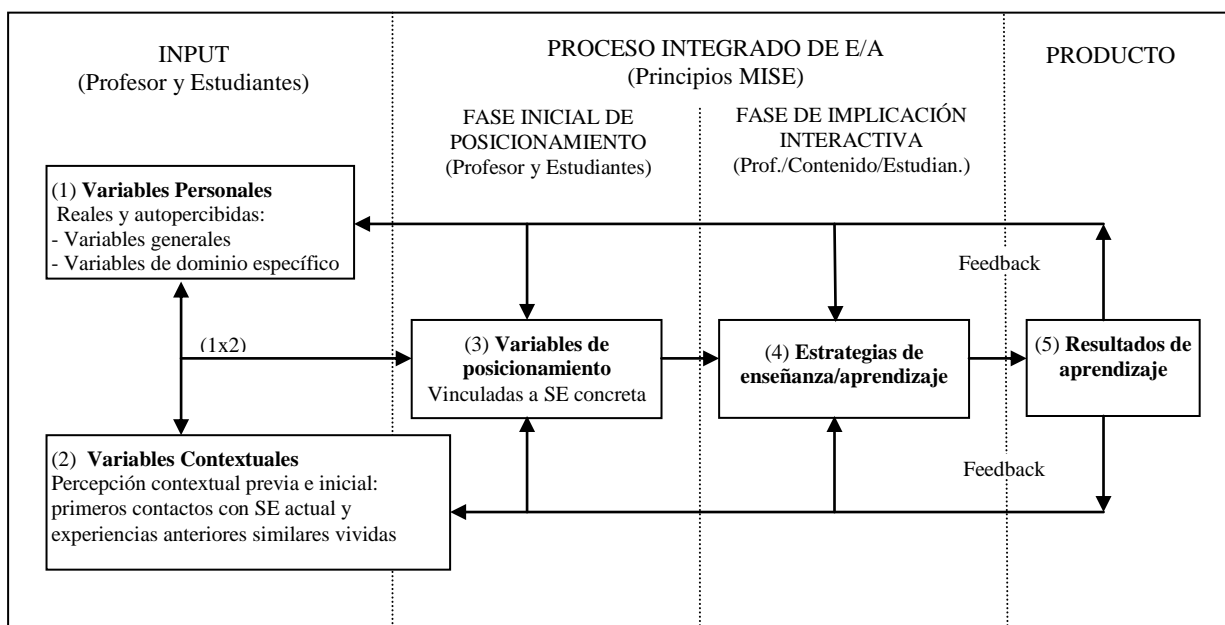 INPUT
(Profesor y Estudiantes)
PROCESO INTEGRADO DE E/A
(Principios MISE)
PRODUCTO
FASE INICIAL DE
POSICIONAMIENTO
(Profesor y Estudiantes)
FASE DE IMPLICACIÓN
INTERACTIVA
(Prof./Contenido/Estudian.)
(1) Variables Personales
Reales y autopercibidas:
- Variables generales
- Variables de dominio específico
Feedback
(1x2)
(3) Variables de
posicionamiento
Vinculadas a SE concreta
(4) Estrategias de
enseñanza/aprendizaje
(5) Resultados de
aprendizaje
(2) Variables Contextuales
Percepción contextual previa e inicial:
primeros contactos con SE actual y
experiencias anteriores similares vividas
Feedback